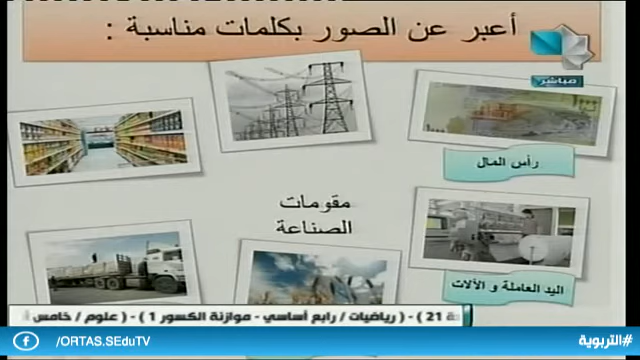 أعبر عن الصور بكلمات مناسبة :
مباشر
رأس المال
مقومات
الصناعة
اليد العاملة و الآلات
21 ) - ( رياضيات / رابع أساسي - موازنة الكسور 1 ) - ( علوم / خامس
/ORTAS.SEduTV
#التربوية